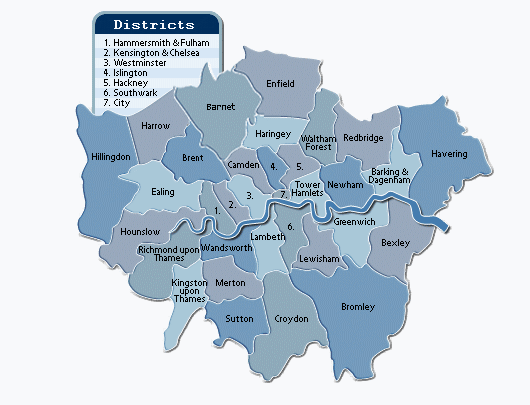 Districts
1. Hammersmith & Fulham
2. Kensington & Chelsea
3. Westminster
4. Islington
5. Hackney
6. Southwark
7. City
Enfield
Barnet
Harrow
Haringey
Waltham
Forest
Redbridge
Havering
Hillingdon
Brent
Camden
4.
5.
Barking &
Dagenham
Ealing
Tower
Hamlets
Newham
1.
2.
3.
7.
Hounslow
Lambeth
6.
Greenwich
Bexley
Richmond upon
Thames
Wandsworth
Lewisham
Kingston
upon
Thames
Merton
Bromley
Sutton
Croydon